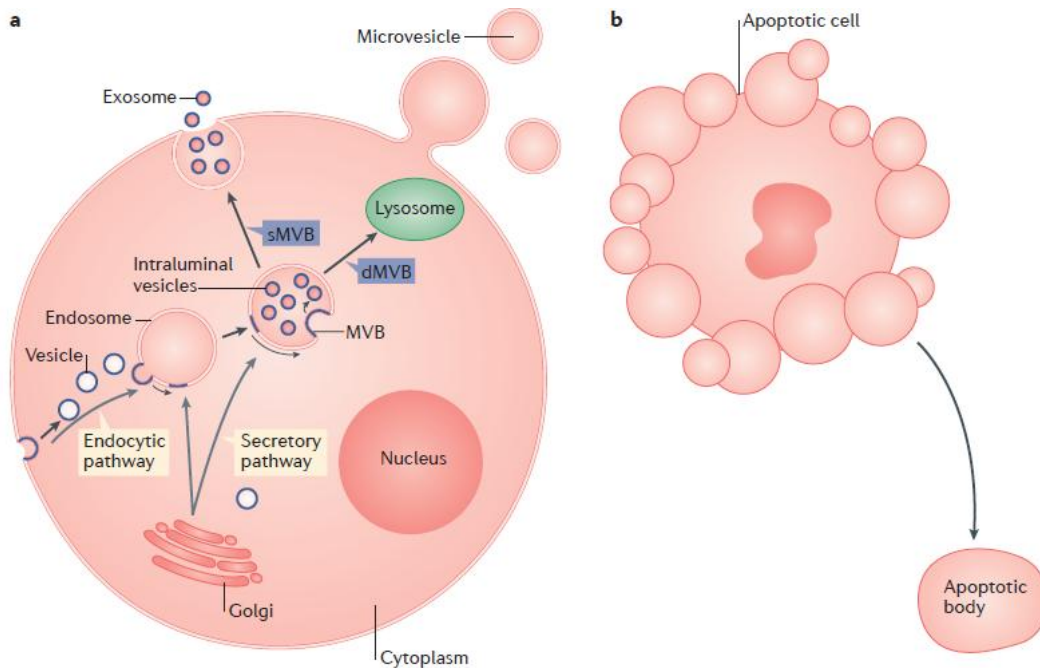 a
Microvesicle
Exosome
Lysosome
sMVB
dMVB
Intraluminal
vesicles
Endosome
MVB
Vesicle
Endocytic
pathway
Secretory
pathway
Nucleus
Golgi
Cytoplasm
b
Apoptotic cell
Apoptotic
body